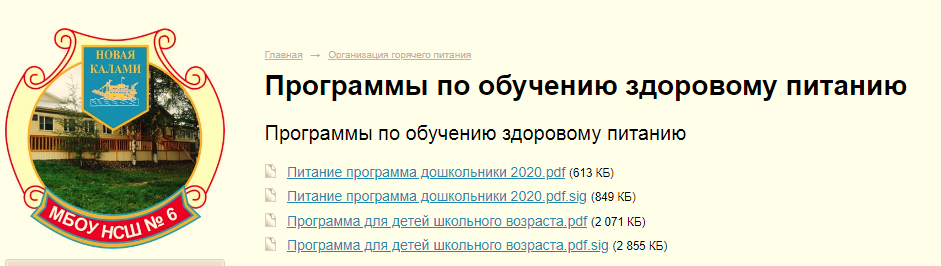 НОВАЯ
КАЛАМИ
МБОУ НСШ № 6
Главная → Организация горячего питания
Программы по обучению здоровому питанию
Программы по обучению здоровому питанию
Питание программа дошкольники 2020.pdf (613 КБ)
Питание программа дошкольники 2020.pdf.sig (849 КБ)
Программа для детей школьного возраста.pdf (2 071 КБ)
Программа для детей школьного возраста.pdf.sig (2 855 КБ)